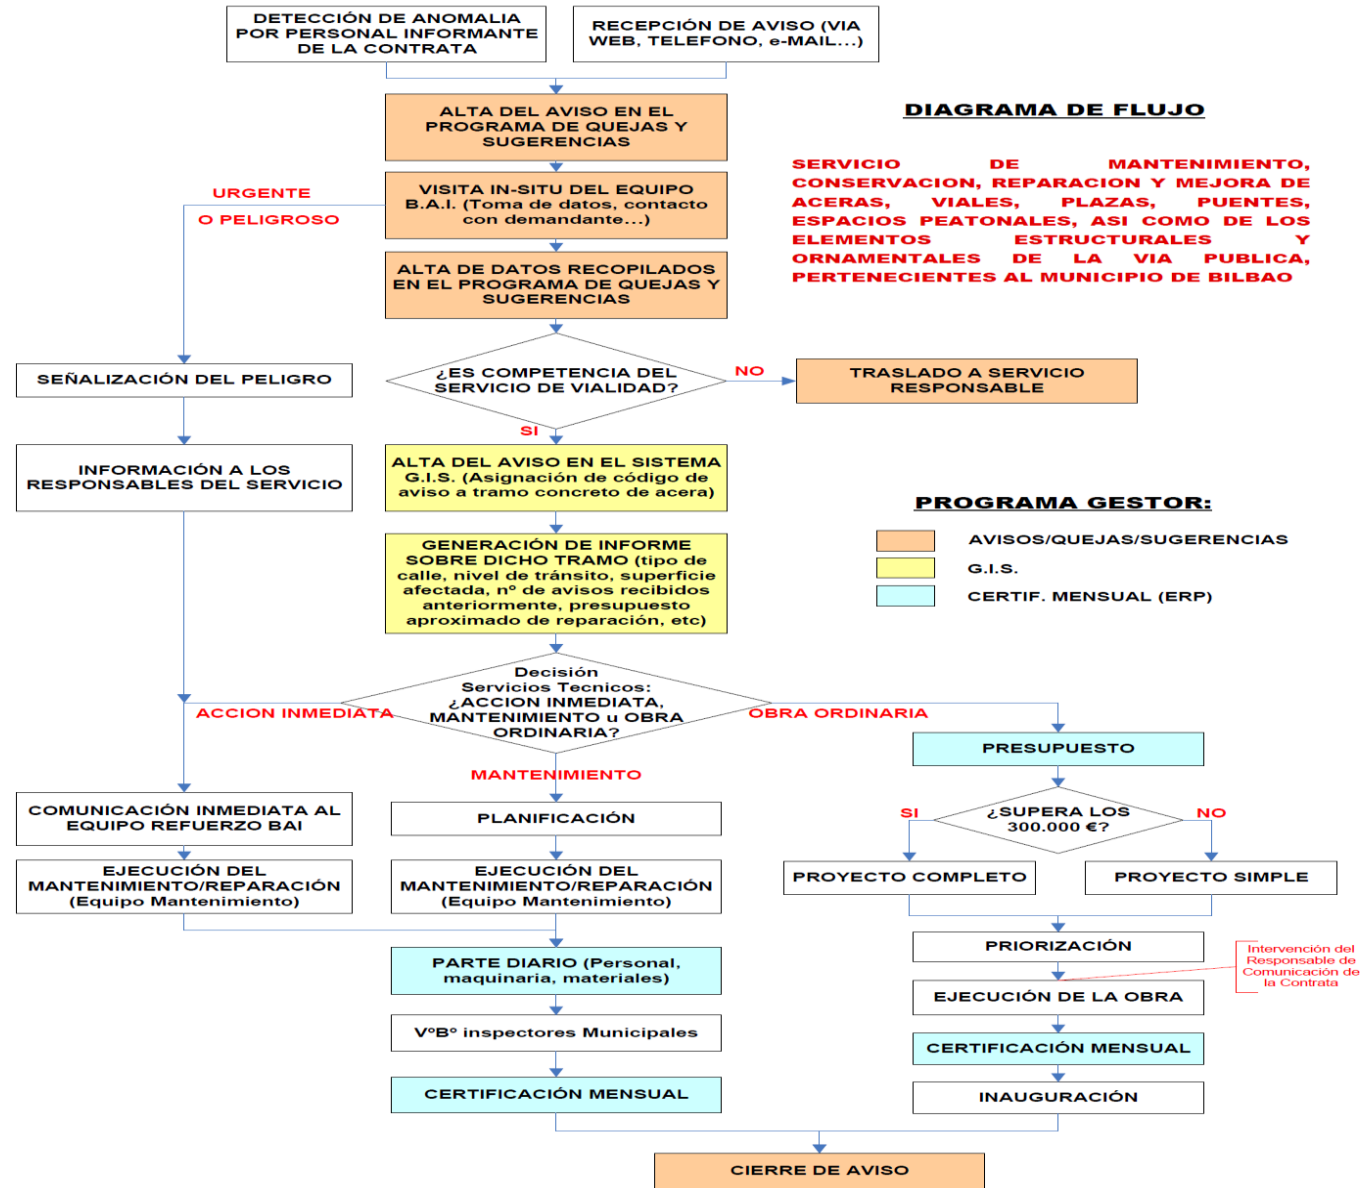 DETECCIÓN DE ANOMALIA
POR PERSONAL INFORMANTE
DE LA CONTRATA
RECEPCIÓN DE AVISO (VIA
WEB, TELEFONO, e-MAIL...)
ALTA DEL AVISO EN EL
PROGRAMA DE QUEJAS Y
SUGERENCIAS
DIAGRAMA DE FLUJO
SERVICIO DE MANTENIMIENTO,
CONSERVACION, REPARACION Y MEJORA DE
ACERAS, VIALES, PLAZAS, PUENTES,
ESPACIOS PEATONALES, ASI COMO DE LOS
ELEMENTOS ESTRUCTURALES Y
ORNAMENTALES DE LA VIA PUBLICA,
PERTENECIENTES AL MUNICIPIO DE BILBAO
URGENTE
O PELIGROSO
VISITA IN-SITU DEL EQUIPO
B.A.I. (Toma de datos, contacto
con demandante...)
ALTA DE DATOS RECOPILADOS
EN EL PROGRAMA DE QUEJAS Y
SUGERENCIAS
SEÑALIZACIÓN DEL PELIGRO
¿ES COMPETENCIA DEL
SERVICIO DE VIALIDAD?
NO
TRASLADO A SERVICIO
RESPONSABLE
SI
INFORMACIÓN A LOS
RESPONSABLES DEL SERVICIO
ALTA DEL AVISO EN EL SISTEMA
G.I.S. (Asignación de código de
aviso a tramo concreto de acera)
PROGRAMA GESTOR:
AVISOS/QUEJAS/SUGERENCIAS
G.I.S.
CERTIF. MENSUAL (ERP)
GENERACIÓN DE INFORME
SOBRE DICHO TRAMO (tipo de
calle, nivel de tránsito, superficie
afectada, nº de avisos recibidos
anteriormente, presupuesto
aproximado de reparación, etc)
Decisión
Servicios Tecnicos:
¿ACCION INMEDIATA,
MANTENIMIENTO u OBRA
ORDINARIA?
ACCION INMEDIATA
OBRA ORDINARIA
MANTENIMIENTO
PRESUPUESTO
COMUNICACIÓN INMEDIATA AL
EQUIPO REFUERZO BAI
PLANIFICACIÓN
SI
¿SUPERA LOS
300.000 €?
NO
EJECUCIÓN DEL
MANTENIMIENTO/REPARACIÓN
(Equipo Mantenimiento)
EJECUCIÓN DEL
MANTENIMIENTO/REPARACIÓN
(Equipo Mantenimiento)
PROYECTO COMPLETO
PROYECTO SIMPLE
PARTE DIARIO (Personal,
maquinaria, materiales)
PRIORIZACIÓN
Intervención del
Responsable de
Comunicación de
la Contrata
EJECUCIÓN DE LA OBRA
VºBº inspectores Municipales
CERTIFICACIÓN MENSUAL
CERTIFICACIÓN MENSUAL
INAUGURACIÓN
CIERRE DE AVISO